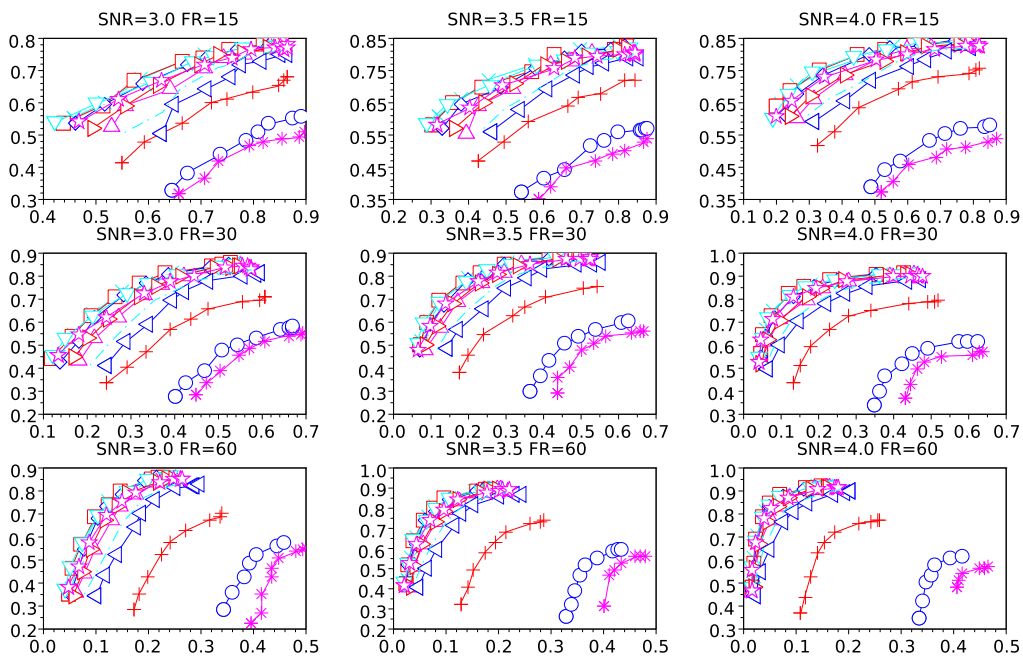 SNR=3.0 FR=15 SNR=3.5 FR=15 SNR=4.0 FR=15
0.8 0.85 0.85
0.7 0.75 0.75
0.6 0.65 0.65
0.5 0.55 0.55
0.4 0.45 0.45
0.3 0.35 0.35
0.4 0.5 0.6 0.7 0.8 0.9 0.2 0.3 0.4 0.5 0.6 0.7 0.8 0.9 0.1 0.2 0.3 0.4 0.5 0.6 0.7 0.8 0.9
SNR=3.0 FR=30 SNR=3.5 FR=30 SNR=4.0 FR=30
0.9 0.9 1.0
0.8 0.8 0.9
0.7 0.7 0.8
0.6 0.6 0.7
0.5 0.5 0.6
0.4 0.4 0.5
0.3 0.3 0.4
0.2 0.2 0.3
0.1 0.2 0.3 0.4 0.5 0.6 0.7 0.0 0.1 0.2 0.3 0.4 0.5 0.6 0.7 0.0 0.1 0.2 0.3 0.4 0.5 0.6 0.7
SNR=3.0 FR=60 SNR=3.5 FR=60 SNR=4.0 FR=60
0.9 1.0 1.0
0.8 0.9 0.9
0.7 0.8 0.8
0.6 0.7 0.7
0.5 0.6 0.6
0.4 0.5 0.5
0.3 0.4 0.4
0.2 0.3 0.3
0.2
0.0 0.1 0.2 0.3 0.4 0.5 0.0 0.1 0.2 0.3 0.4 0.5 0.0 0.1 0.2 0.3 0.4 0.5